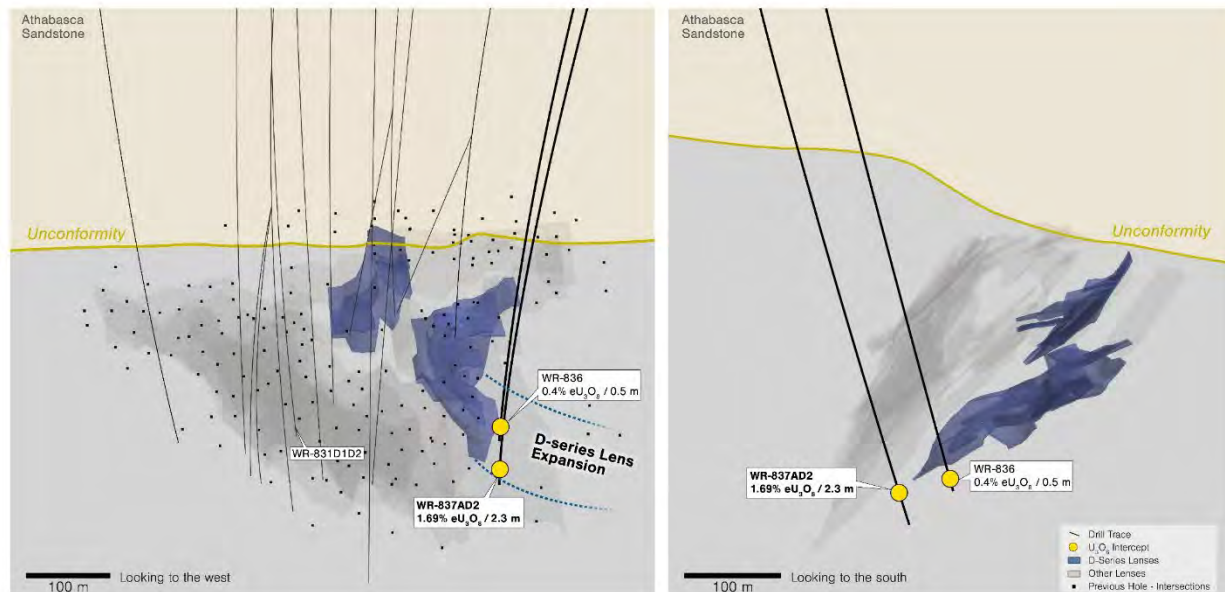 Athabasca
Sandstone
Unconformity
WR-836
0.4% eU₃O₈ / 0.5 m
WR-831D1D2
D-series Lens
Expansion
WR-837AD2
1.69% eU₃O₈ / 2.3 m
100 m
Looking to the west
Athabasca
Sandstone
Unconformity
WR-837AD2
1.69% eU₃O₈ / 2.3 m
WR-836
0.4% eU₃O₈ / 0.5 m
Drill Trace
U₃O₈ Intercept
D-Series Lenses
Other Lenses
Previous Hole - Intersections
100 m
Looking to the south